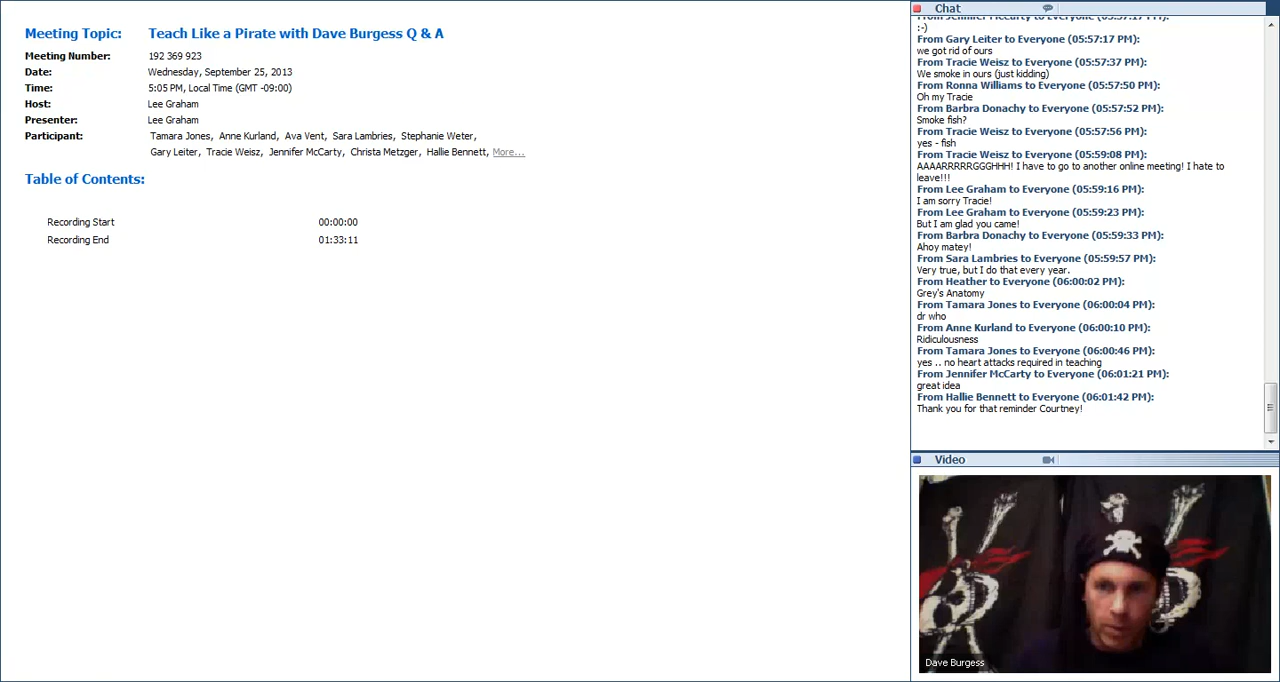 Meeting Topic: Teach Like a Pirate with Dave Burgess Q & A
Meeting Number: 192 369 923
Date: Wednesday, September 25, 2013
Time: 5:05 PM, Local Time (GMT -09:00)
Host: Lee Graham
Presenter: Lee Graham
Participant: Tamara Jones, Anne Kurland, Ava Vent, Sara Lambries, Stephanie Weter,
Gary Leiter, Tracie Weisz, Jennifer McCarty, Christa Metzger, Hallie Bennett, More...
Table of Contents:
Recording Start 00:00:00
Recording End 01:33:11
Chat
From Jennifer McCarty to Everyone (05:57:17 PM):
:-)
From Gary Leiter to Everyone (05:57:17 PM):
we got rid of ours
From Tracie Weisz to Everyone (05:57:37 PM):
We smoke in ours (just kidding)
From Ronna Williams to Everyone (05:57:50 PM):
Oh my Tracie
From Barbra Donachy to Everyone (05:57:52 PM):
Smoke fish?
From Tracie Weisz to Everyone (05:57:56 PM):
yes - fish
From Tracie Weisz to Everyone (05:59:08 PM):
AAAARRRRRGGGHHH! I have to go to another online meeting! I hate to
leave!!!
From Lee Graham to Everyone (05:59:16 PM):
I am sorry Tracie!
From Lee Graham to Everyone (05:59:23 PM):
But I am glad you came!
From Barbra Donachy to Everyone (05:59:33 PM):
Ahoy matey!
From Sara Lambries to Everyone (05:59:57 PM):
Very true, but I do that every year.
From Heather to Everyone (06:00:02 PM):
Grey's Anatomy
From Tamara Jones to Everyone (06:00:04 PM):
dr who
From Anne Kurland to Everyone (06:00:10 PM):
Ridiculousness
From Tamara Jones to Everyone (06:00:46 PM):
yes .. no heart attacks required in teaching
From Jennifer McCarty to Everyone (06:01:21 PM):
great idea
From Hallie Bennett to Everyone (06:01:42 PM):
Thank you for that reminder Courtney!
Video
Dave Burgess